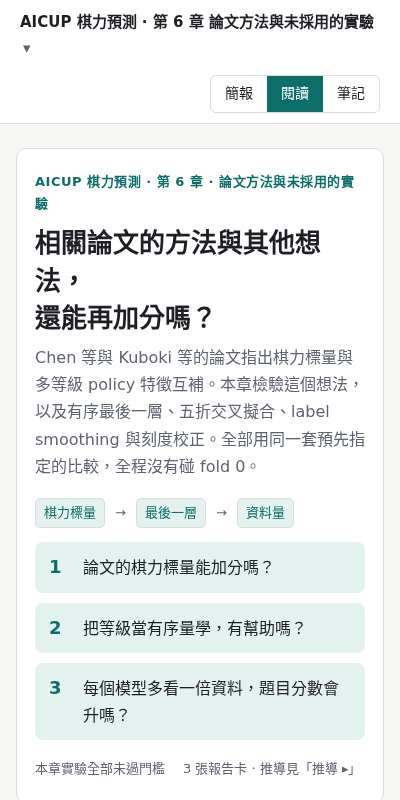 AICUP 棋力預測 · 第 6 章 論文方法與未採用的實驗
▾
簡報 閱讀 筆記
AICUP 棋力預測 · 第 6 章 · 論文方法與未採用的實
驗
相關論文的方法與其他想
法，
還能再加分嗎？
Chen 等與 Kuboki 等的論文指出棋力標量與
多等級 policy 特徵互補。本章檢驗這個想法，
以及有序最後一層、五折交叉擬合、label
smoothing 與刻度校正。全部用同一套預先指
定的比較，全程沒有碰 fold 0。
棋力標量 → 最後一層 → 資料量
1 論文的棋力標量能加分嗎？
2 把等級當有序量學，有幫助嗎？
3 每個模型多看一倍資料，題目分數會
升嗎？
本章實驗全部未過門檻 3 張報告卡 · 推導見「推導 ▸」